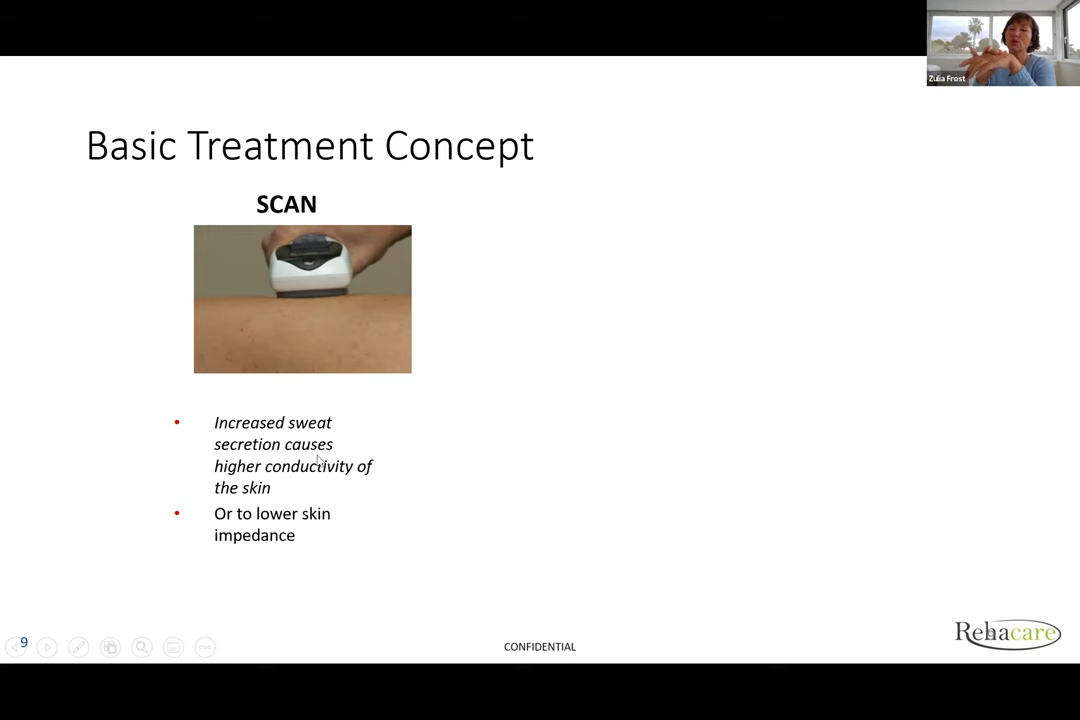 Zulia Frost
Basic Treatment Concept
SCAN
• Increased sweat
secretion causes
higher conductivity of
the skin
• Or to lower skin
impedance
9
CONFIDENTIAL
Rehacare